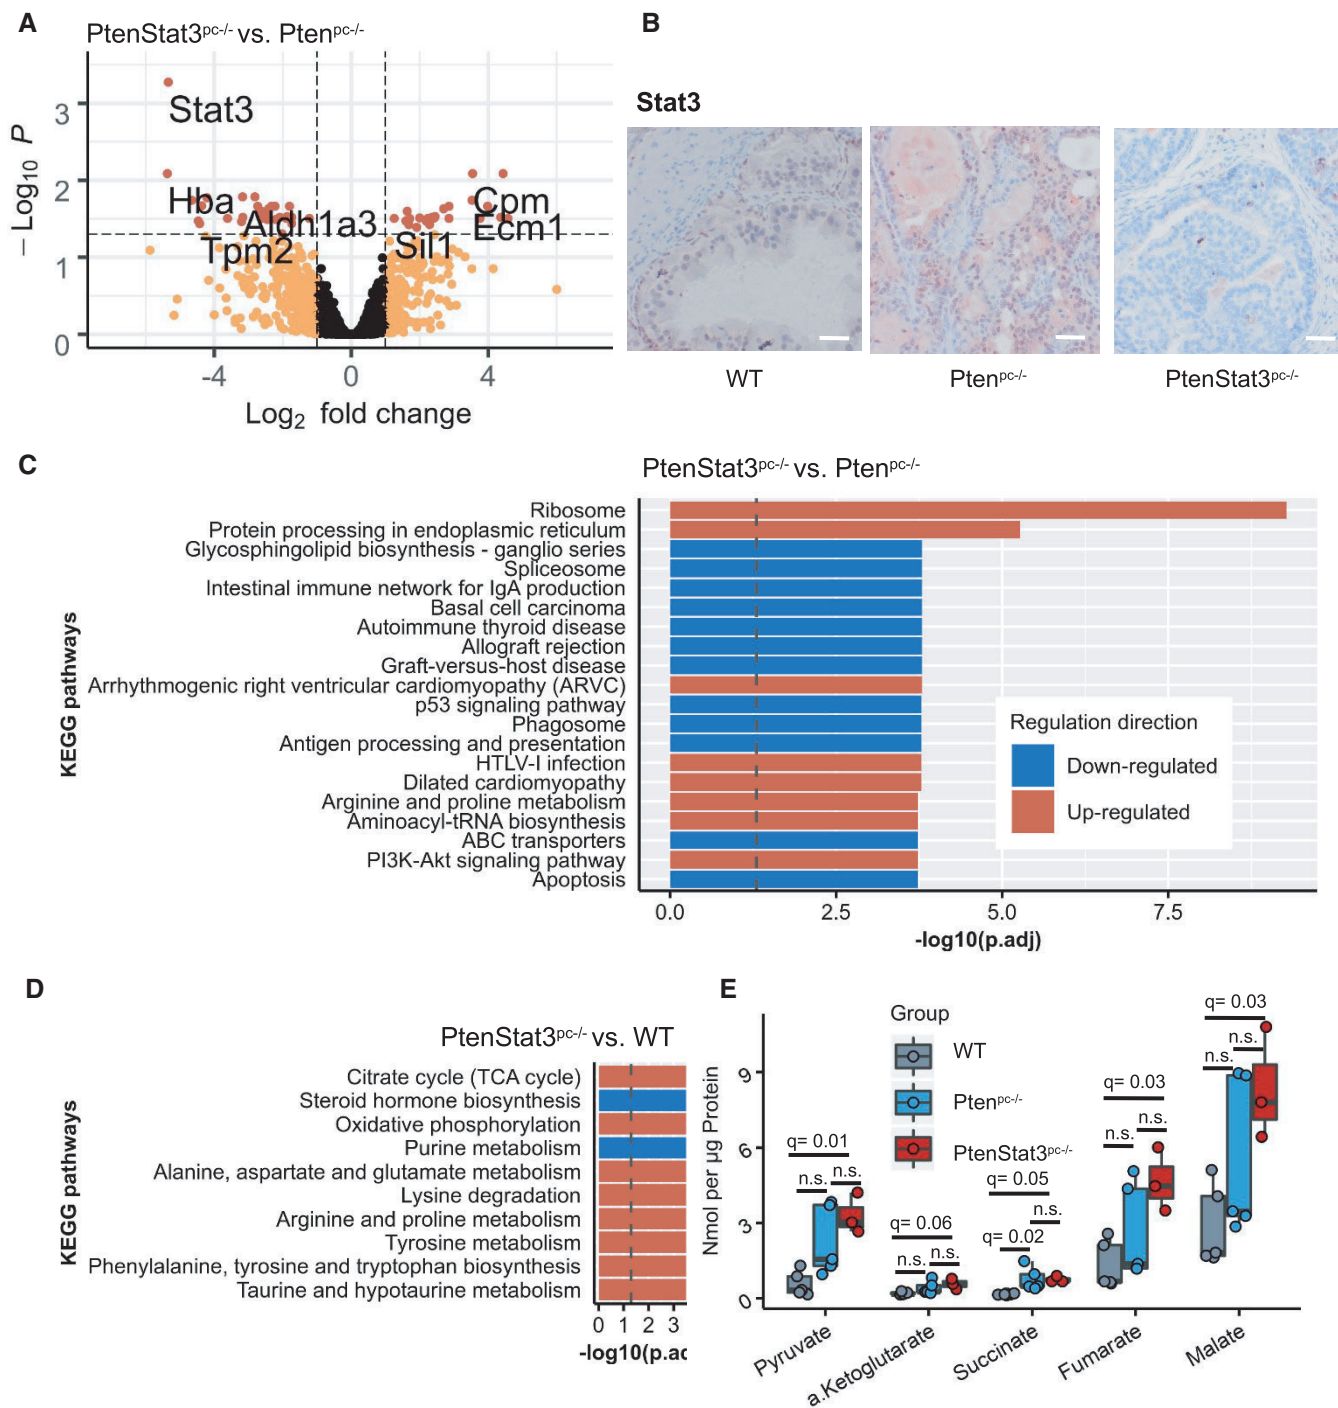 A
PtenStat3pc-/- vs. Ptenpc-/-
− Log10 P
3
2
1
0
Stat3
Hba
Aldh1a3
Tpm2
Sil1
Cpm
Ecm1
-4 0 4
Log2 fold change
B
Stat3
WT
Ptenpc-/-
PtenStat3pc-/-
C
PtenStat3pc-/- vs. Ptenpc-/-
KEGG pathways
Ribosome
Protein processing in endoplasmic reticulum
Glycosphingolipid biosynthesis - ganglio series
Spliceosome
Intestinal immune network for IgA production
Basal cell carcinoma
Autoimmune thyroid disease
Allograft rejection
Graft-versus-host disease
Arrhythmogenic right ventricular cardiomyopathy (ARVC)
p53 signaling pathway
Phagosome
Antigen processing and presentation
HTLV-I infection
Dilated cardiomyopathy
Arginine and proline metabolism
Aminoacyl-tRNA biosynthesis
ABC transporters
PI3K-Akt signaling pathway
Apoptosis
Regulation direction
Down-regulated
Up-regulated
0.0 2.5 5.0 7.5
-log10(p.adj)
D
PtenStat3pc-/- vs. WT
KEGG pathways
Citrate cycle (TCA cycle)
Steroid hormone biosynthesis
Oxidative phosphorylation
Purine metabolism
Alanine, aspartate and glutamate metabolism
Lysine degradation
Arginine and proline metabolism
Tyrosine metabolism
Phenylalanine, tyrosine and tryptophan biosynthesis
Taurine and hypotaurine metabolism
0 1 2 3
-log10(p.ac
E
Group
WT
Ptenpc-/-
PtenStat3pc-/-
Nmol per µg Protein
9
6
3
0
q= 0.01
n.s. n.s.
q= 0.06
n.s. n.s.
q= 0.05
n.s.
q= 0.02
q= 0.03
n.s. n.s.
q= 0.03
n.s. n.s.
Pyruvate
a.Ketoglutarate
Succinate
Fumarate
Malate